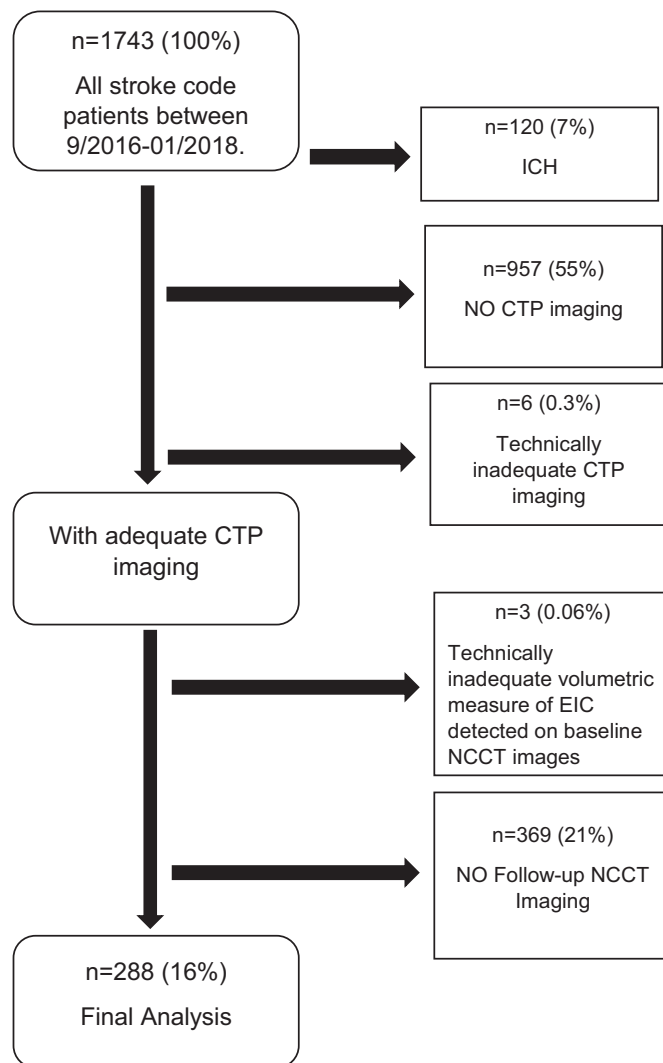 n=1743 (100%)
All stroke code
patients between
9/2016-01/2018.
n=120 (7%)
ICH
n=957 (55%)
NO CTP imaging
n=6 (0.3%)
Technically
inadequate CTP
imaging
With adequate CTP
imaging
n=3 (0.06%)
Technically
inadequate volumetric
measure of EIC
detected on baseline
NCCT images
n=369 (21%)
NO Follow-up NCCT
Imaging
n=288 (16%)
Final Analysis